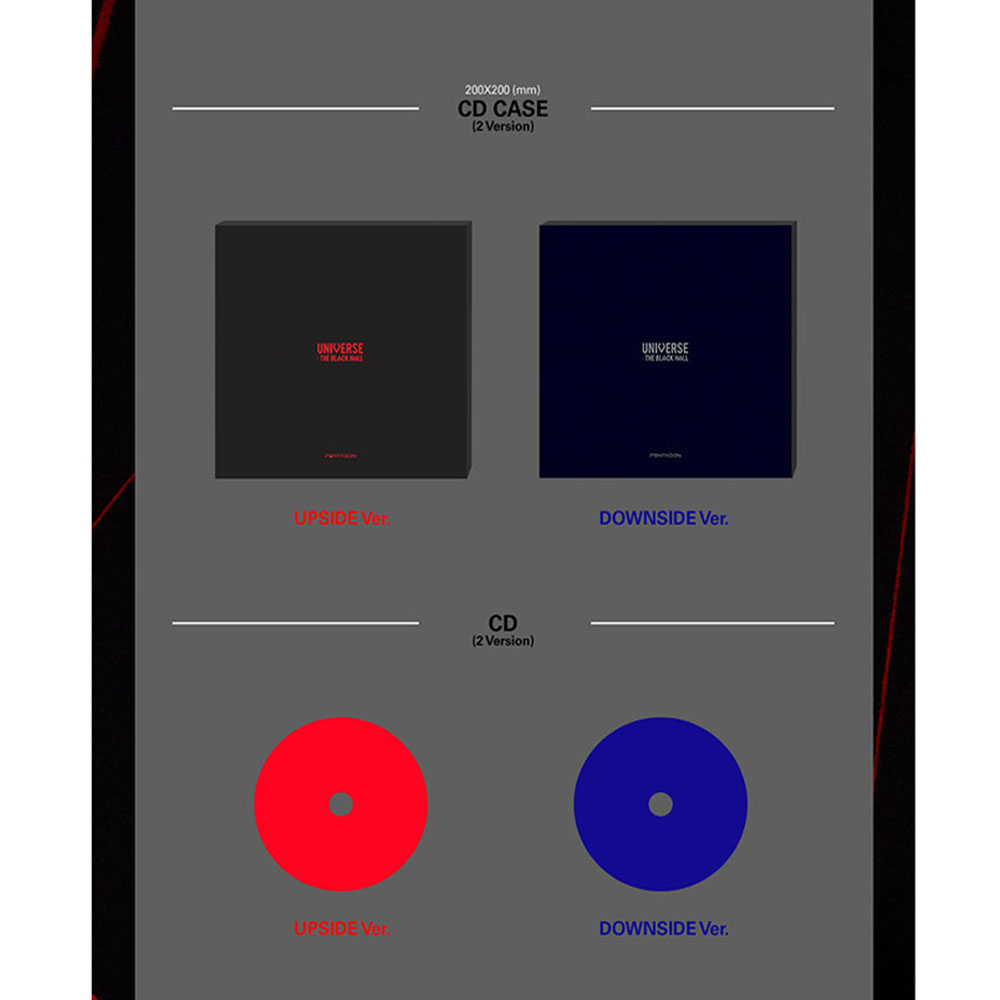 200X200 (mm)
CD CASE
(2 Version)
UNIVERSE
: THE BLACK HALL
PENTAGON
UPSIDE Ver.
UNIVERSE
: THE BLACK HALL
PENTAGON
DOWNSIDE Ver.
CD
(2 Version)
UPSIDE Ver.
DOWNSIDE Ver.